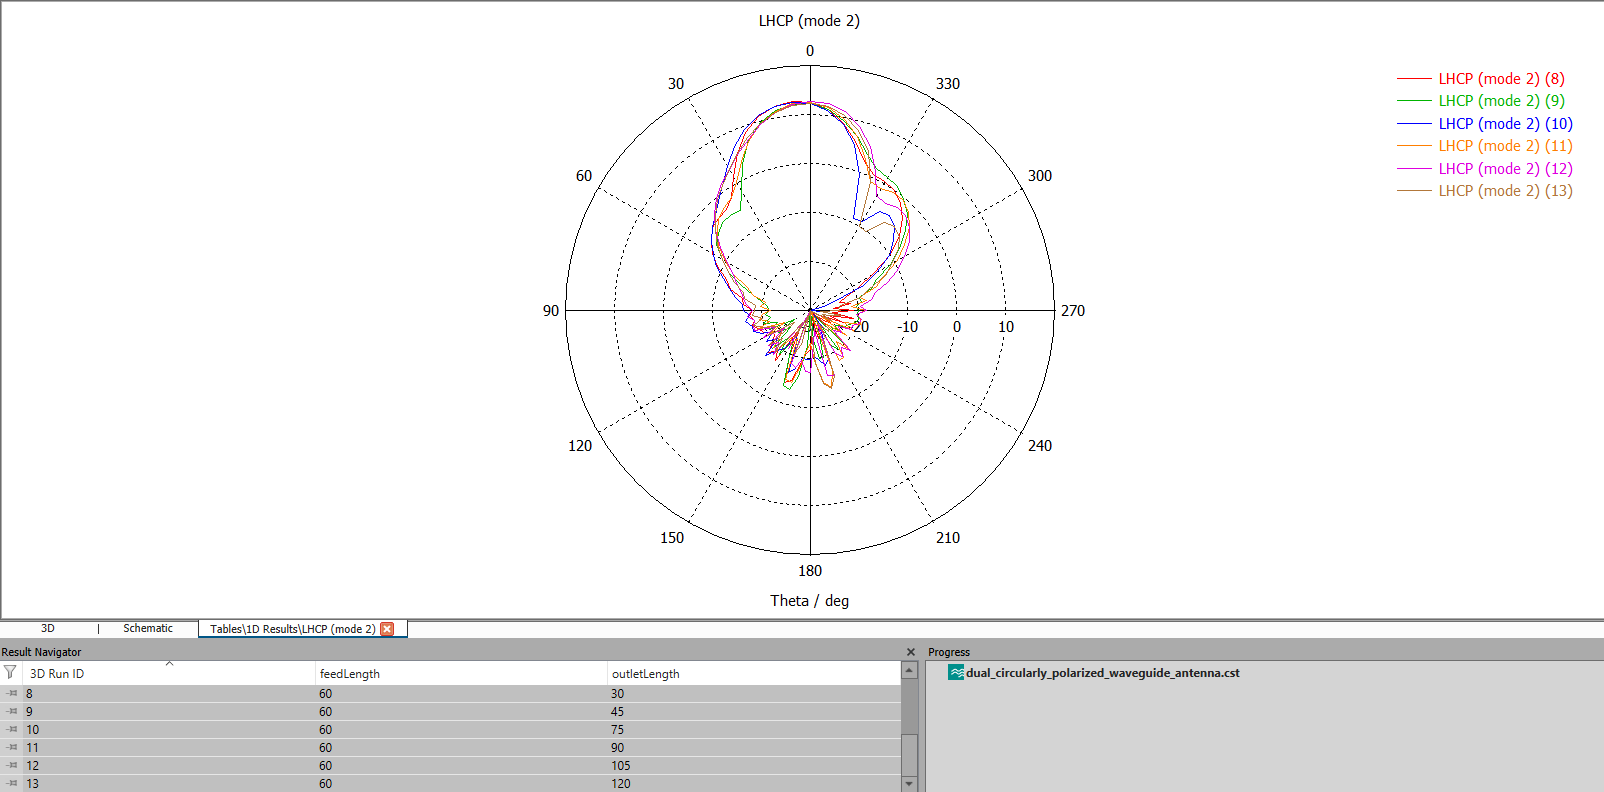 LHCP (mode 2)
0
30
330
60
300
90
270
-20
-10
0
10
120
240
150
210
180
Theta / deg
LHCP (mode 2) (8)
LHCP (mode 2) (9)
LHCP (mode 2) (10)
LHCP (mode 2) (11)
LHCP (mode 2) (12)
LHCP (mode 2) (13)
3D | Schematic Tables\1D Results\LHCP (mode 2)
Result Navigator
3D Run ID feedLength outletLength
8 60 30
9 60 45
10 60 75
11 60 90
12 60 105
13 60 120
Progress
dual_circularly_polarized_waveguide_antenna.cst